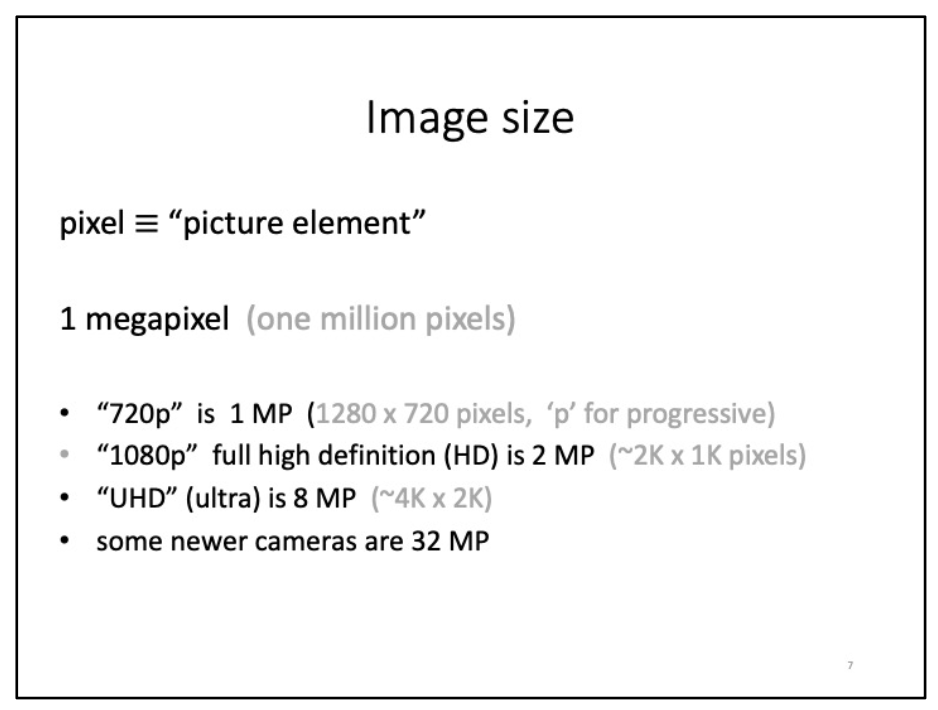 Image size
pixel ≡ “picture element”
1 megapixel (one million pixels)
• “720p” is 1 MP (1280 x 720 pixels, ‘p’ for progressive)
• “1080p” full high definition (HD) is 2 MP (~2K x 1K pixels)
• “UHD” (ultra) is 8 MP (~4K x 2K)
• some newer cameras are 32 MP
7